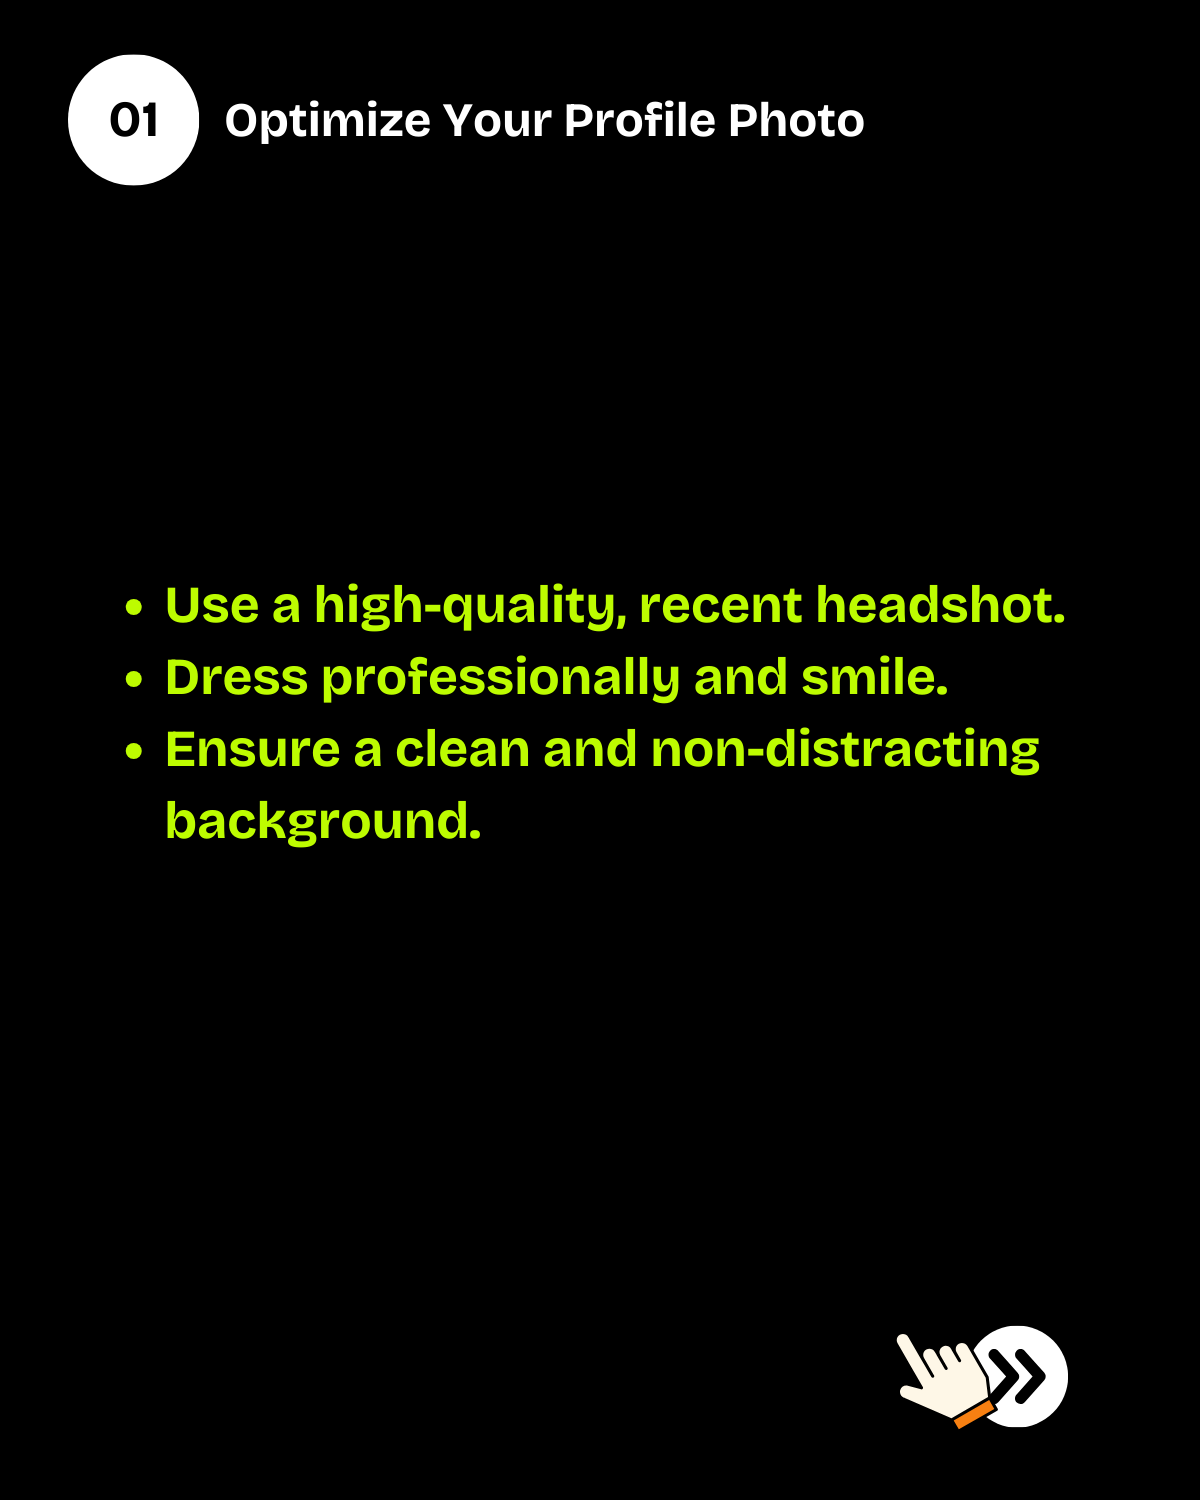 01 Optimize Your Profile Photo
• Use a high-quality, recent headshot.
• Dress professionally and smile.
• Ensure a clean and non-distracting
background.